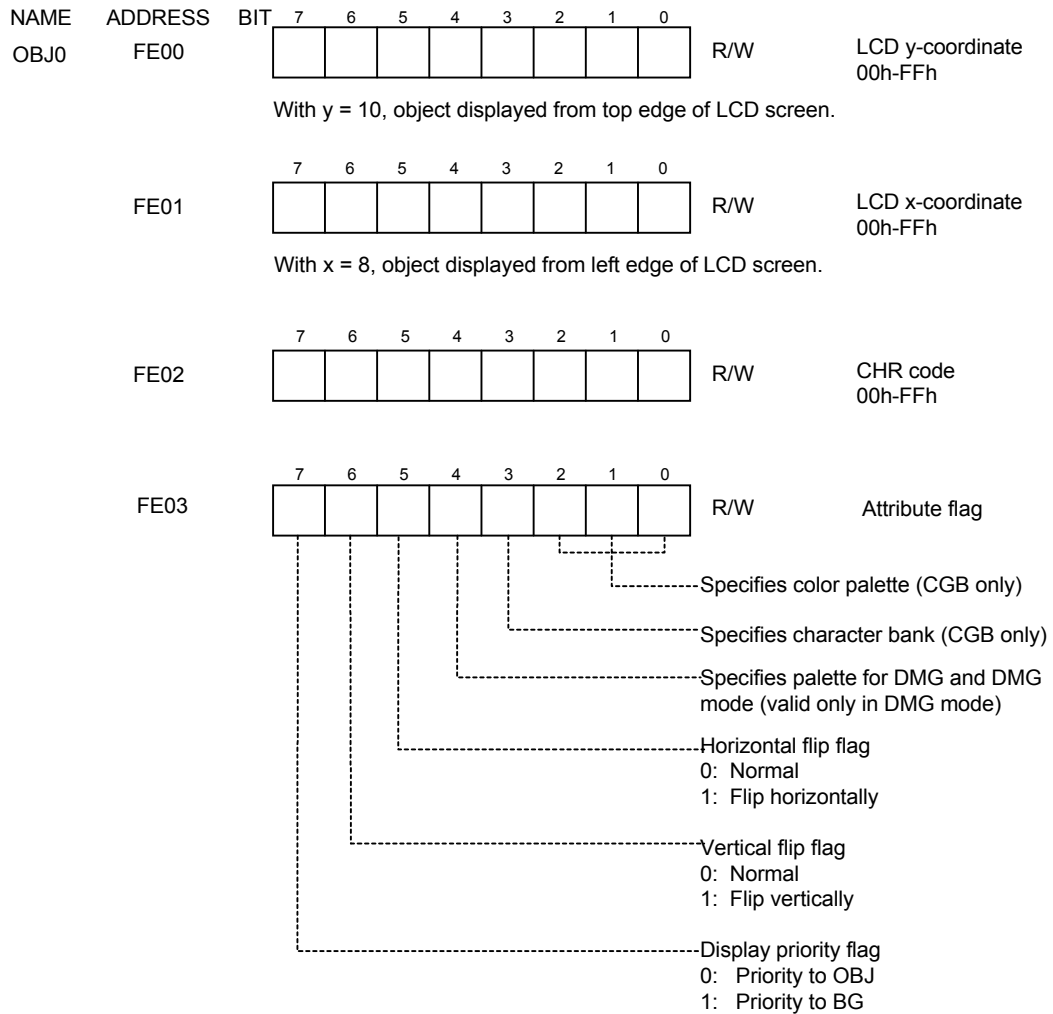 NAME ADDRESS BIT 7 6 5 4 3 2 1 0
OBJ0 FE00 R/W LCD y-coordinate
00h-FFh
With y = 10, object displayed from top edge of LCD screen.
7 6 5 4 3 2 1 0
FE01 R/W LCD x-coordinate
00h-FFh
With x = 8, object displayed from left edge of LCD screen.
7 6 5 4 3 2 1 0
FE02 R/W CHR code
00h-FFh
7 6 5 4 3 2 1 0
FE03 R/W Attribute flag
Specifies color palette (CGB only)
Specifies character bank (CGB only)
Specifies palette for DMG and DMG
mode (valid only in DMG mode)
Horizontal flip flag
0: Normal
1: Flip horizontally
Vertical flip flag
0: Normal
1: Flip vertically
Display priority flag
0: Priority to OBJ
1: Priority to BG